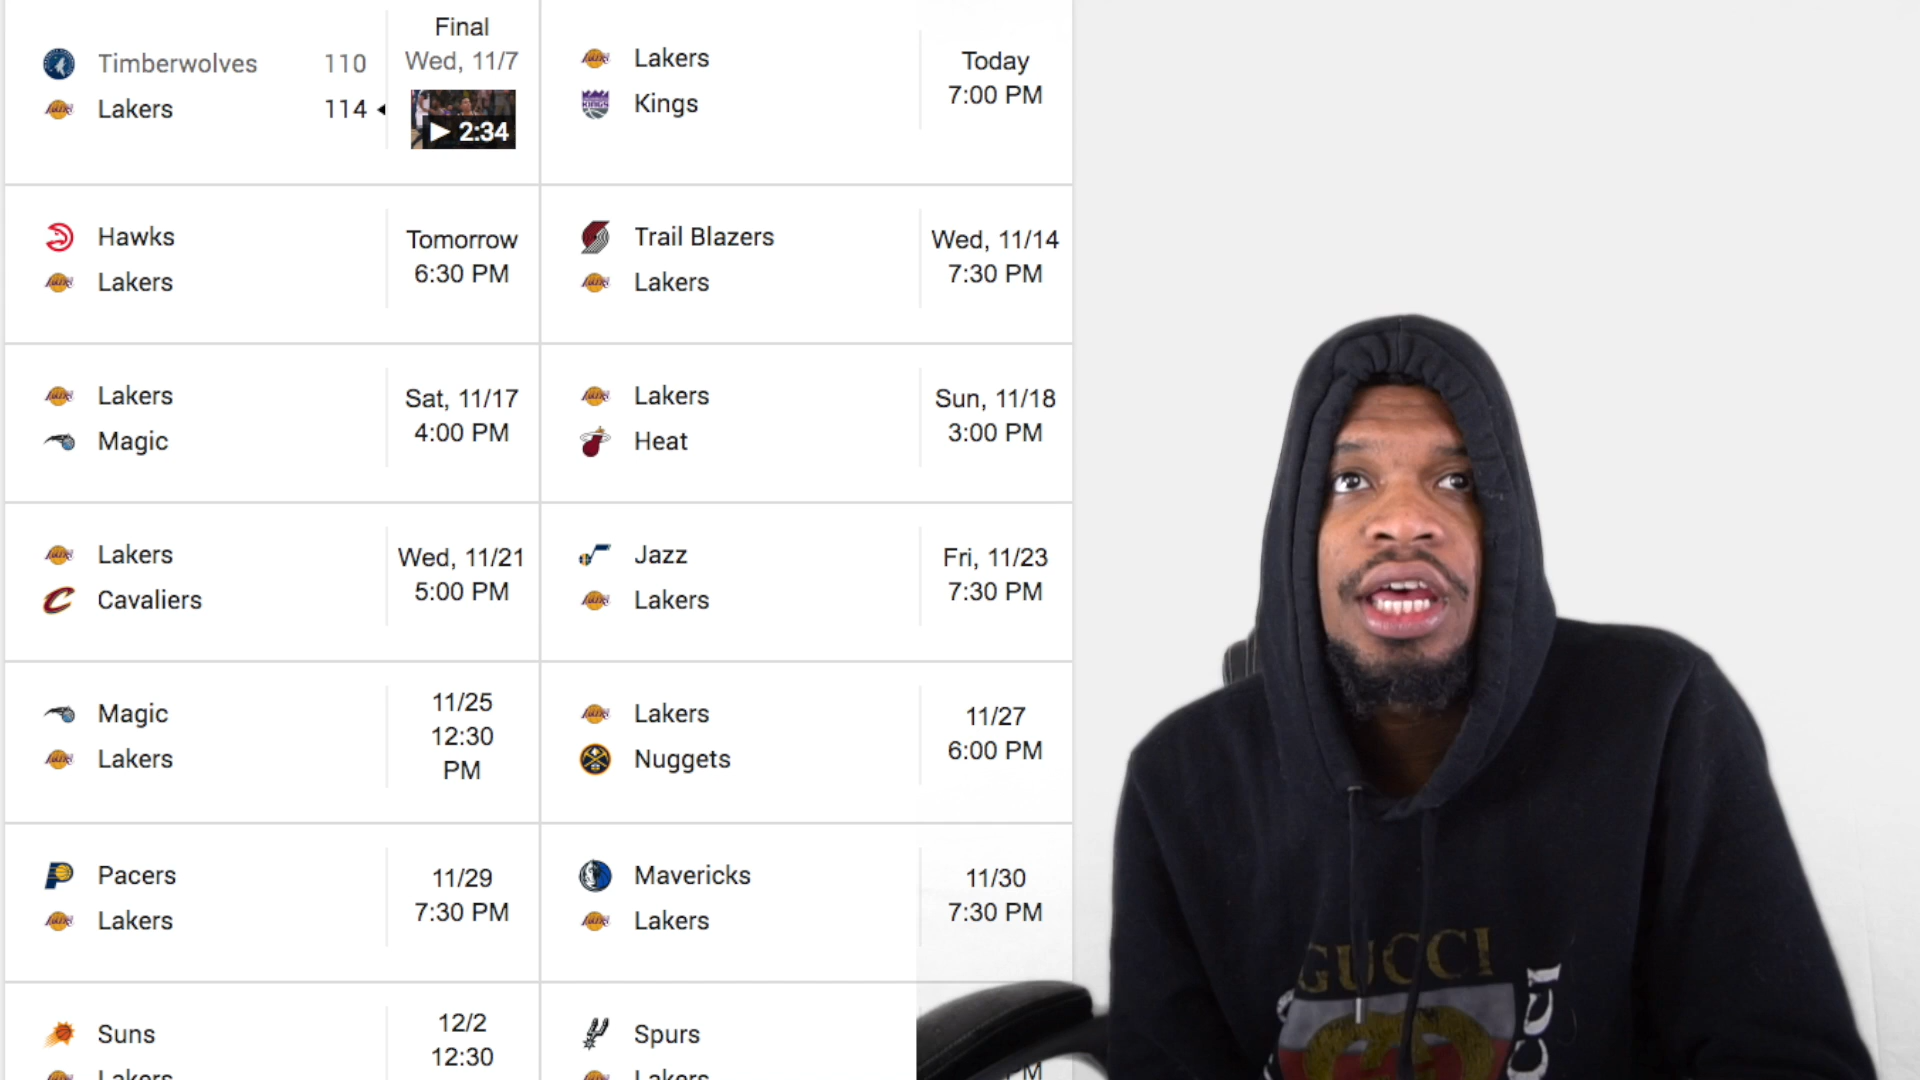 Final
Timberwolves 110 Wed, 11/7
Lakers 114
2:34
Lakers
Kings
Today
7:00 PM
Hawks
Lakers
Tomorrow
6:30 PM
Trail Blazers
Lakers
Wed, 11/14
7:30 PM
Lakers
Magic
Sat, 11/17
4:00 PM
Lakers
Heat
Sun, 11/18
3:00 PM
Lakers
Cavaliers
Wed, 11/21
5:00 PM
Jazz
Lakers
Fri, 11/23
7:30 PM
Magic
Lakers
11/25
12:30
PM
Lakers
Nuggets
11/27
6:00 PM
Pacers
Lakers
11/29
7:30 PM
Mavericks
Lakers
11/30
7:30 PM
Suns
Lakers
12/2
12:30
Spurs
Lakers
PM
GUCCI
CCI